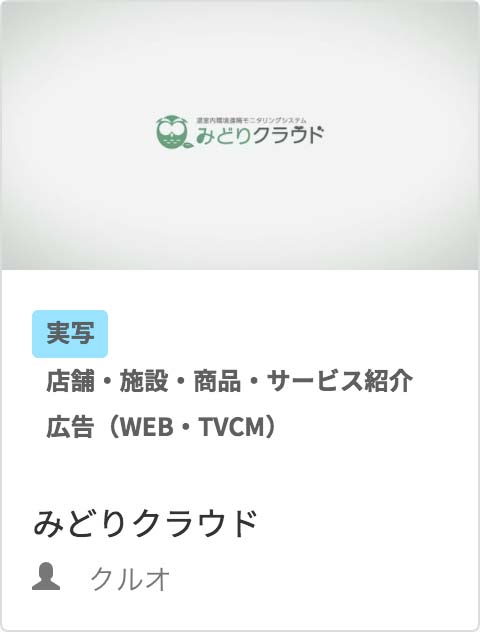 温室内環境遠隔モニタリングシステム
みどりクラウド
実写
店舗・施設・商品・サービス紹介
広告（WEB・TVCM）
みどりクラウド
クルオ